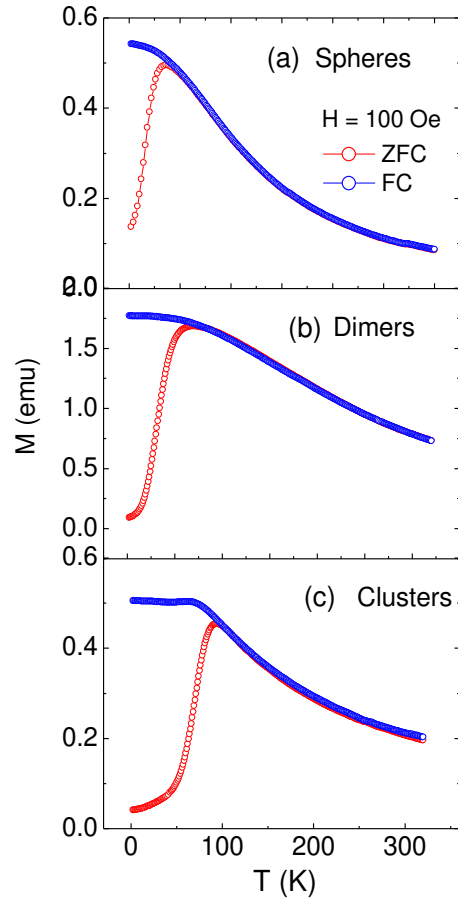 0.6
(a) Spheres
H = 100 Oe
ZFC
FC
0.4
0.2
0.0
2.0
(b) Dimers
1.5
1.0
0.5
0.0
M (emu)
0.6
(c) Clusters
0.4
0.2
0.0
0 100 200 300
T (K)